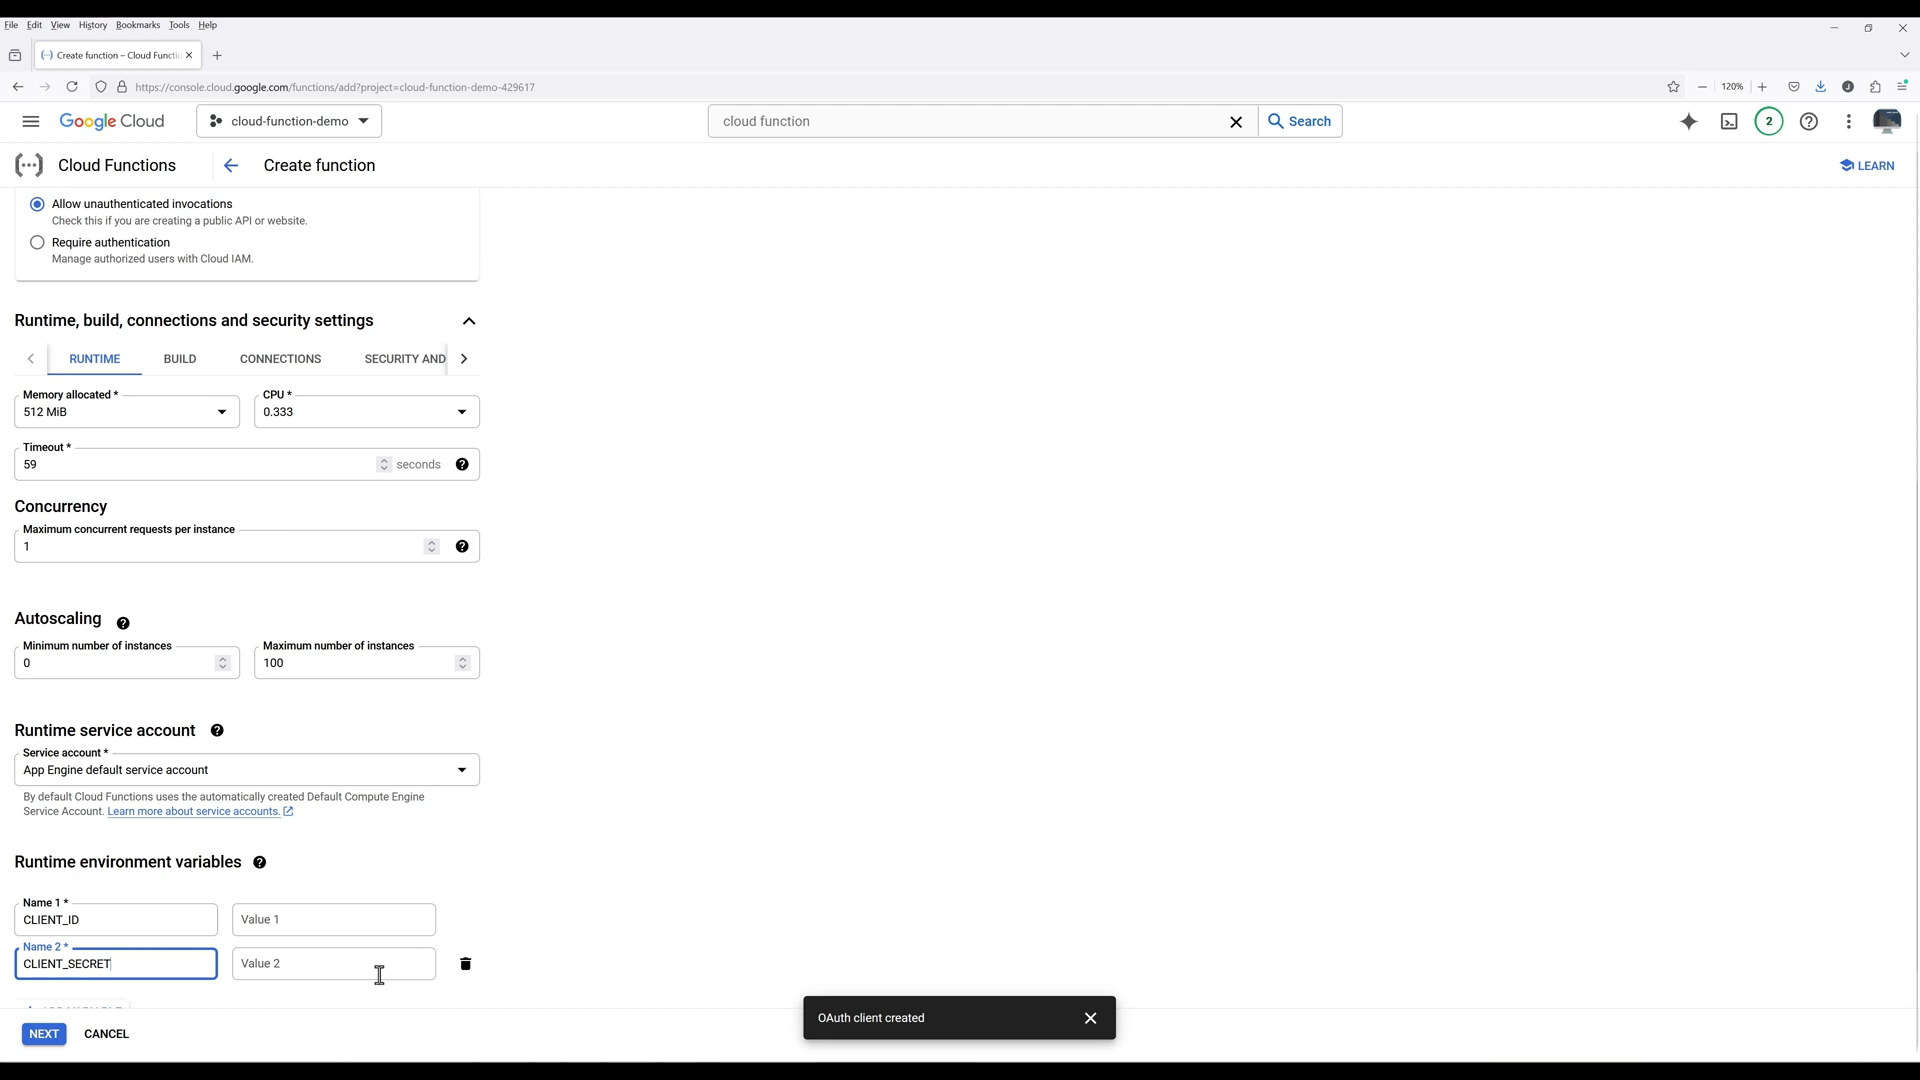 File Edit View History Bookmarks Tools Help
Create function – Cloud Functio
https://console.cloud.google.com/functions/add?project=cloud-function-demo-429617
120%
Google Cloud
cloud-function-demo
cloud function
Search
2
Cloud Functions
Create function
LEARN
Allow unauthenticated invocations
Check this if you are creating a public API or website.
Require authentication
Manage authorized users with Cloud IAM.
Runtime, build, connections and security settings
RUNTIME BUILD CONNECTIONS SECURITY AND
Memory allocated * CPU *
512 MiB 0.333
Timeout *
59 seconds
Concurrency
Maximum concurrent requests per instance
1
Autoscaling
Minimum number of instances Maximum number of instances
0 100
Runtime service account
Service account *
App Engine default service account
By default Cloud Functions uses the automatically created Default Compute Engine
Service Account. Learn more about service accounts.
Runtime environment variables
Name 1 *
CLIENT_ID Value 1
Name 2 *
CLIENT_SECRET Value 2
OAuth client created
NEXT CANCEL